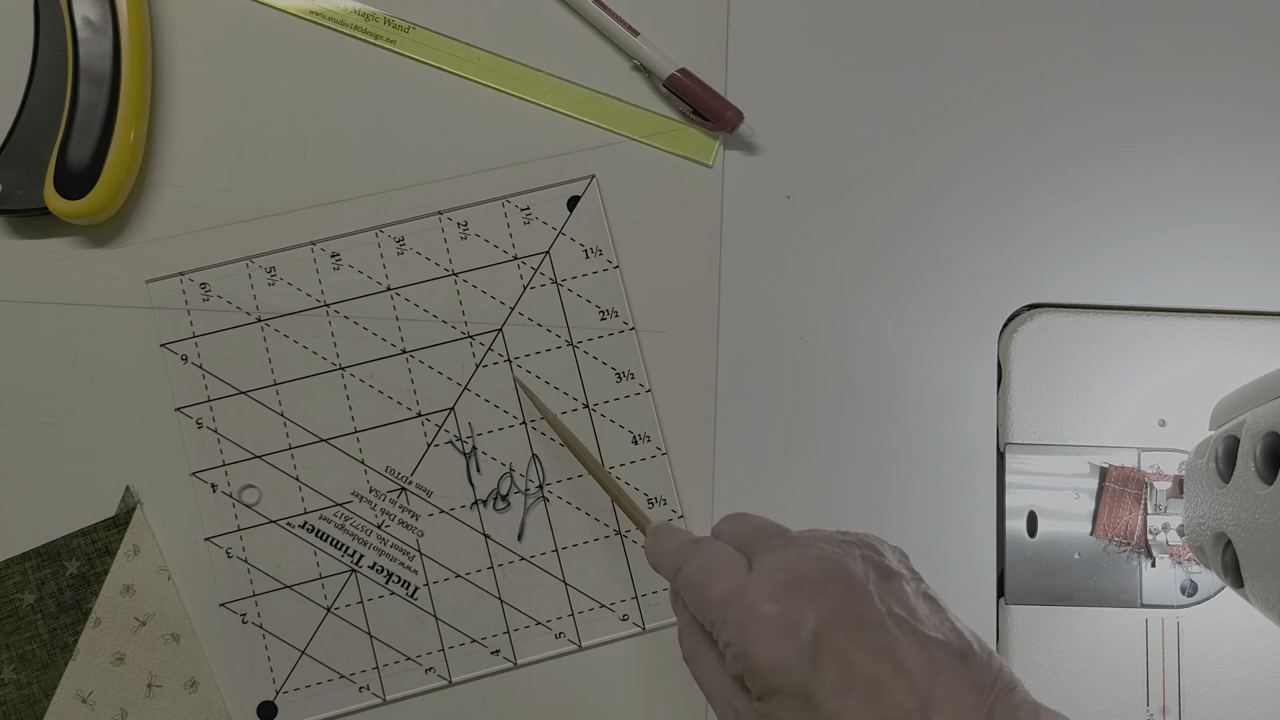 Magic Wand™
www.studio180design.net
1½
2½
3½
4½
5½
6½
1½
2½
3½
4½
5½
6
5
4
3
2
Tucker Trimmer™
www.studio180design.net
Patent No. D577,617
©2006 Deb Tucker
Made in USA
Item #DT03
2
3
4
5
6